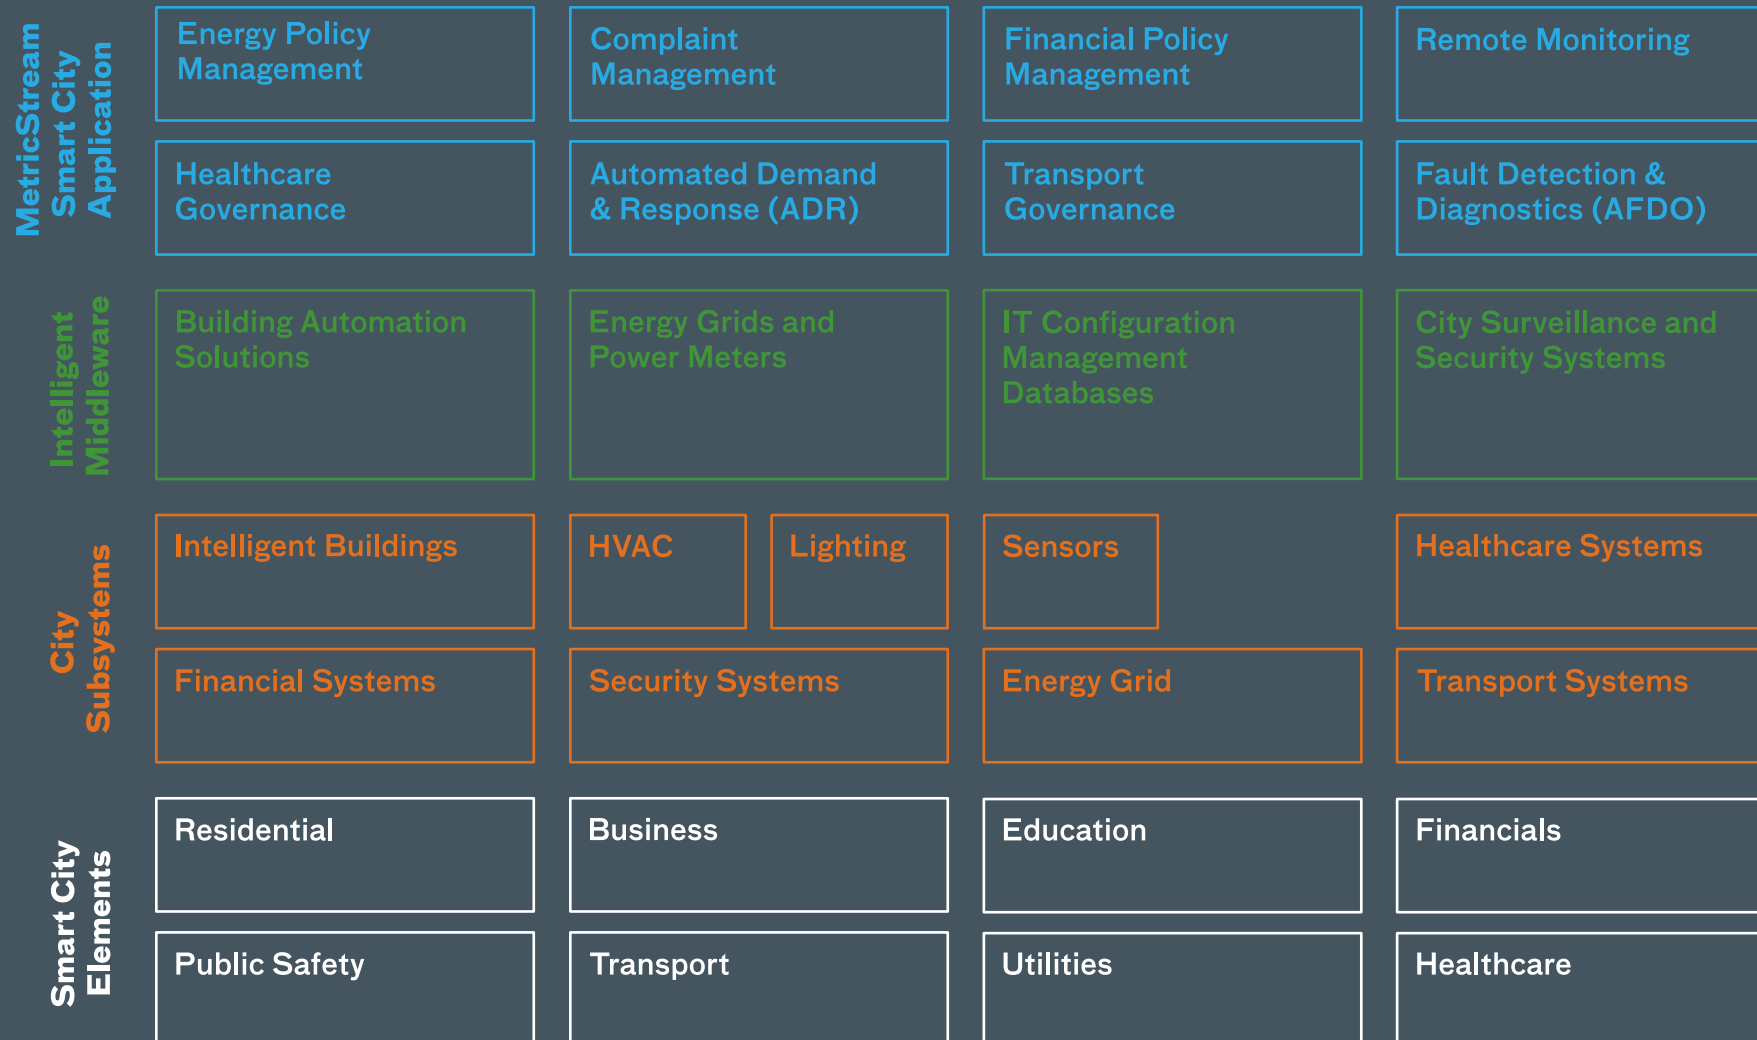 MetricStream
Smart City
Application
Energy Policy
Management
Complaint
Management
Financial Policy
Management
Remote Monitoring
Healthcare
Governance
Automated Demand
& Response (ADR)
Transport
Governance
Fault Detection &
Diagnostics (AFDO)
Intelligent
Middleware
Building Automation
Solutions
Energy Grids and
Power Meters
IT Configuration
Management
Databases
City Surveillance and
Security Systems
City
Subsystems
Intelligent Buildings
HVAC
Lighting
Sensors
Healthcare Systems
Financial Systems
Security Systems
Energy Grid
Transport Systems
Smart City
Elements
Residential
Business
Education
Financials
Public Safety
Transport
Utilities
Healthcare